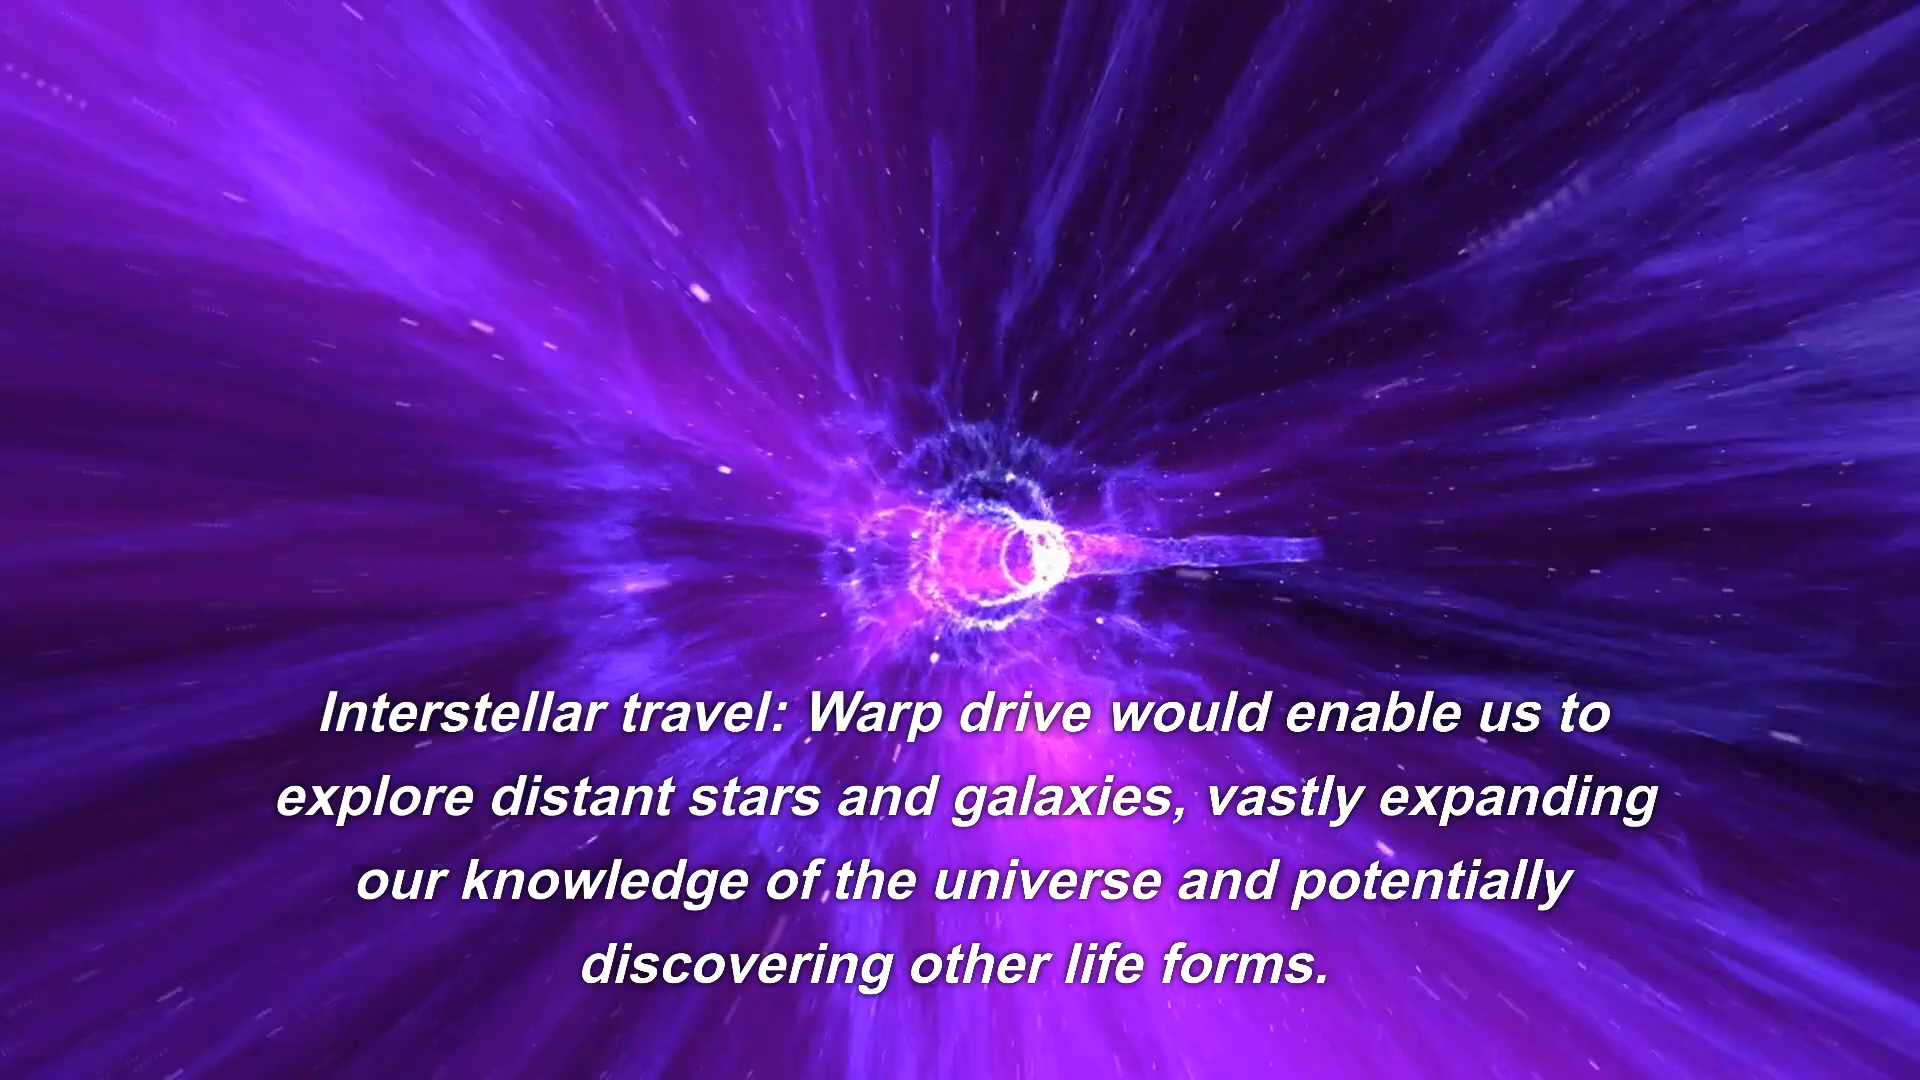 Interstellar travel: Warp drive would enable us to
explore distant stars and galaxies, vastly expanding
our knowledge of the universe and potentially
discovering other life forms.